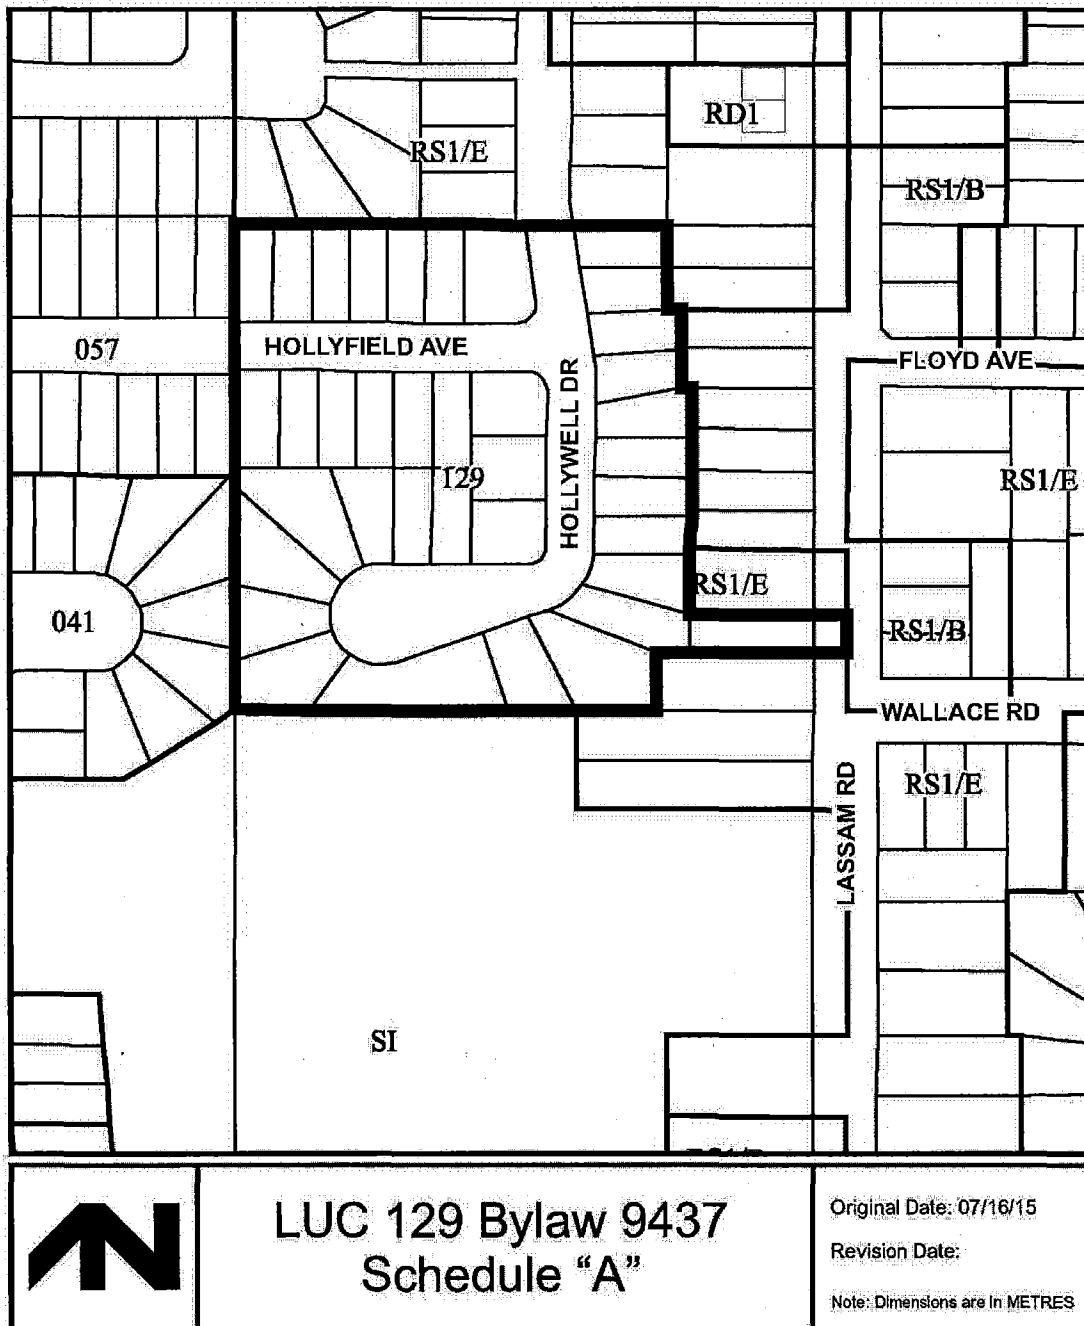 RD1
RS1/E
RS1/B
057
HOLLYFIELD AVE
FLOYD AVE
HOLLYWELL DR
129
RS1/E
RS1/E
041
RS1/B
WALLACE RD
RS1/E
LASSAM RD
SI
LUC 129 Bylaw 9437
Schedule "A"
Original Date: 07/16/15
Revision Date:
Note: Dimensions are in METRES